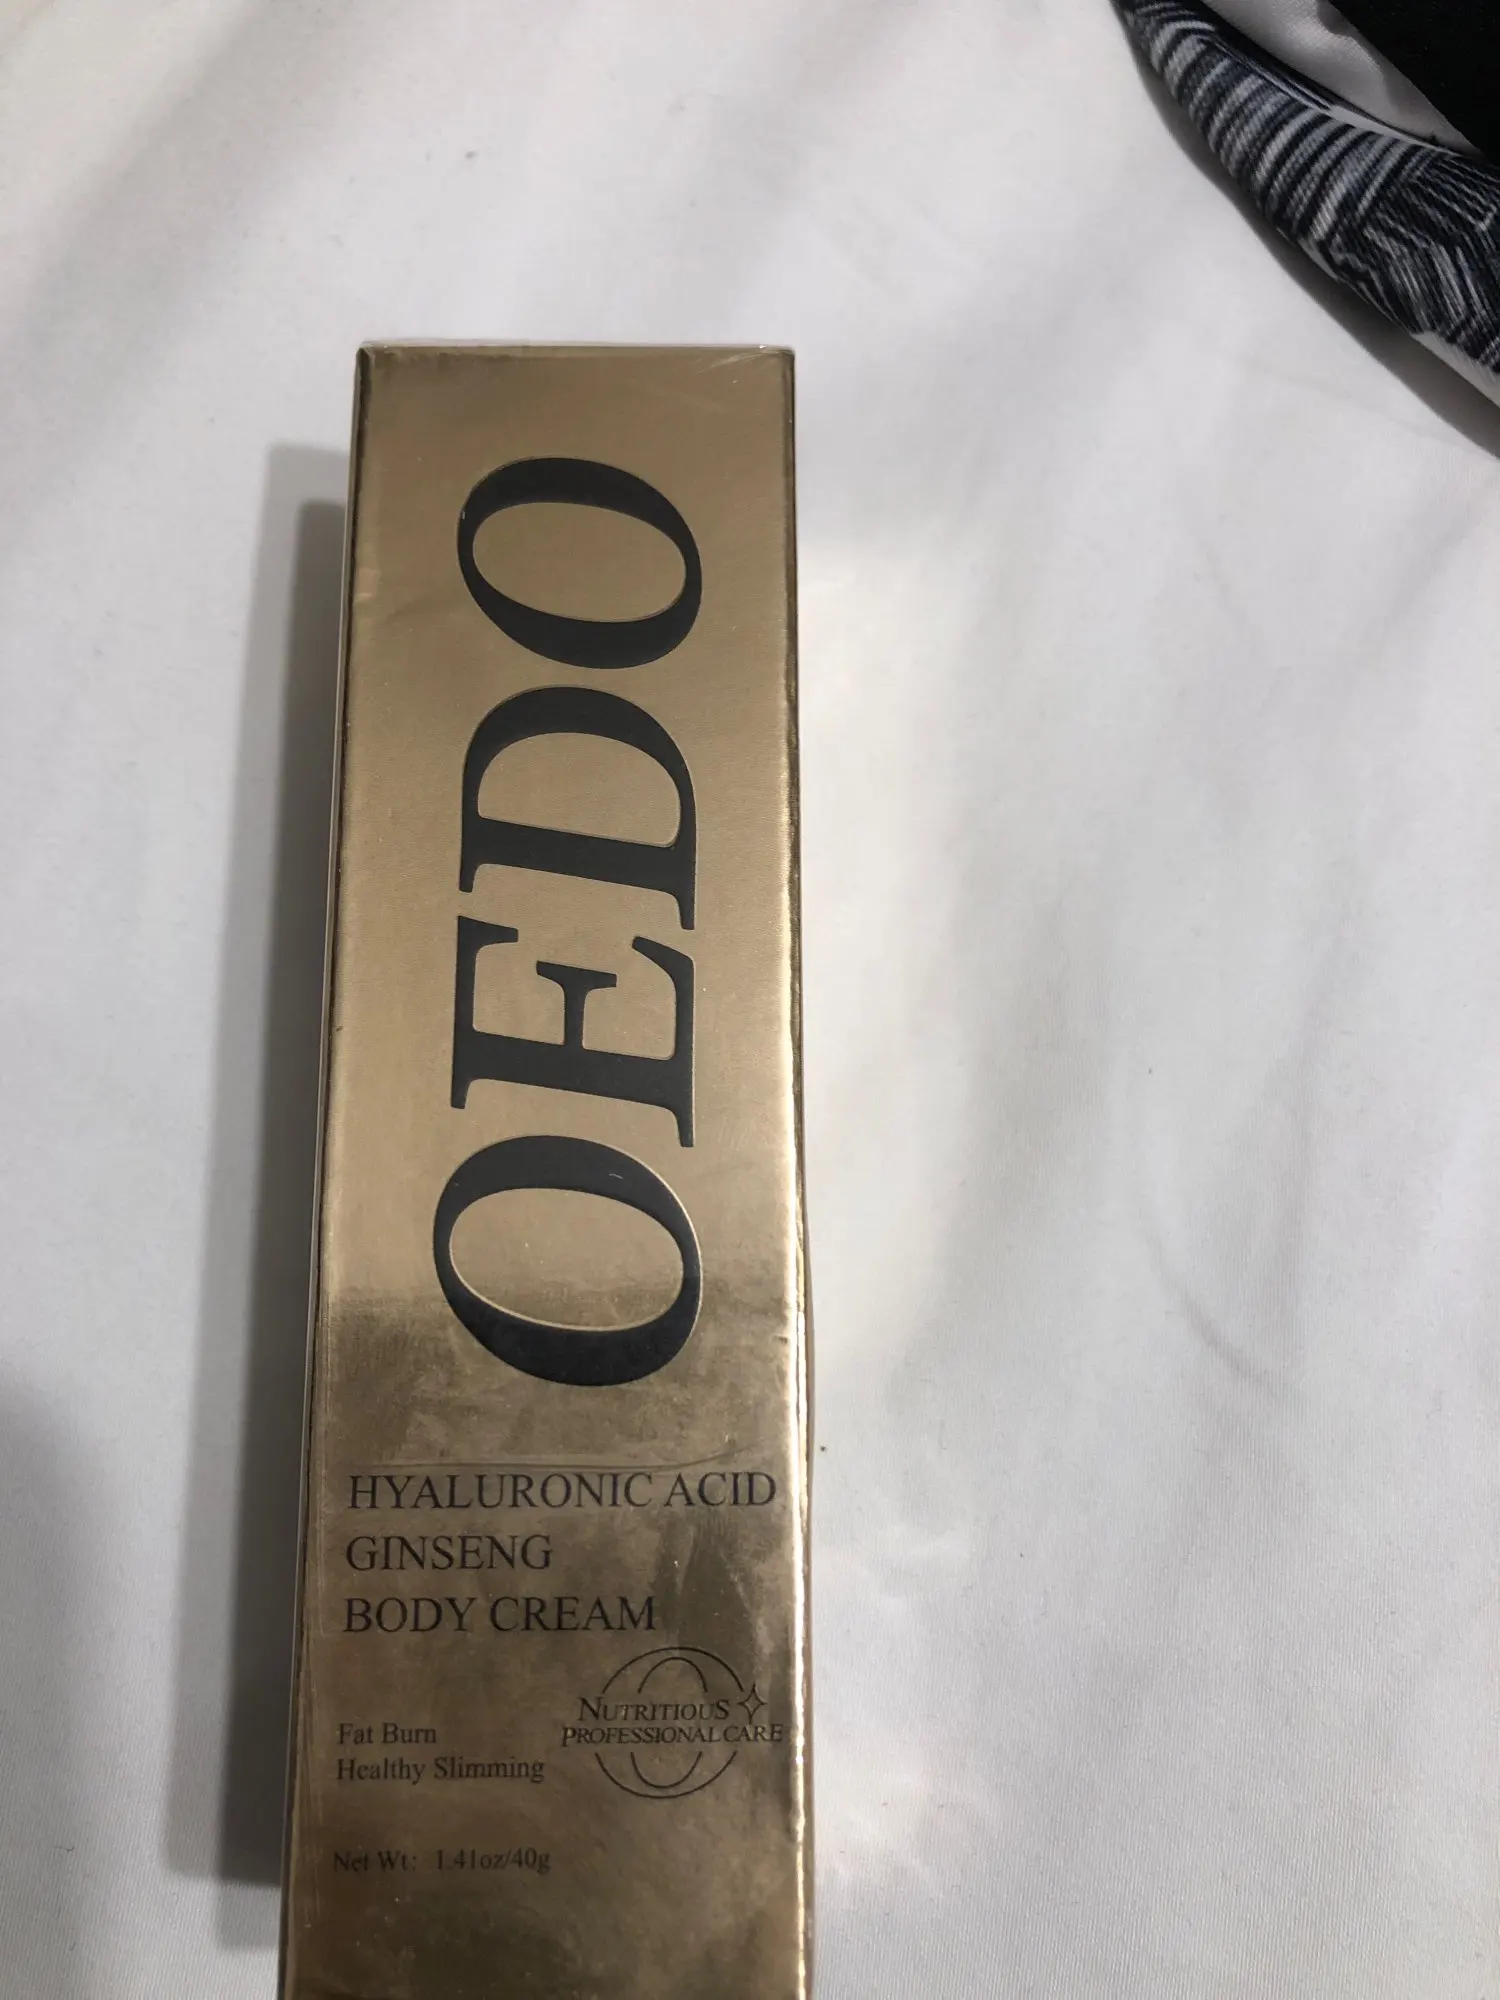 OEDO
HYALURONIC ACID
GINSENG
BODY CREAM
NUTRITIOUS
PROFESSIONAL CARE
Fat Burn
Healthy Slimming
Net Wt: 1.41oz/40g